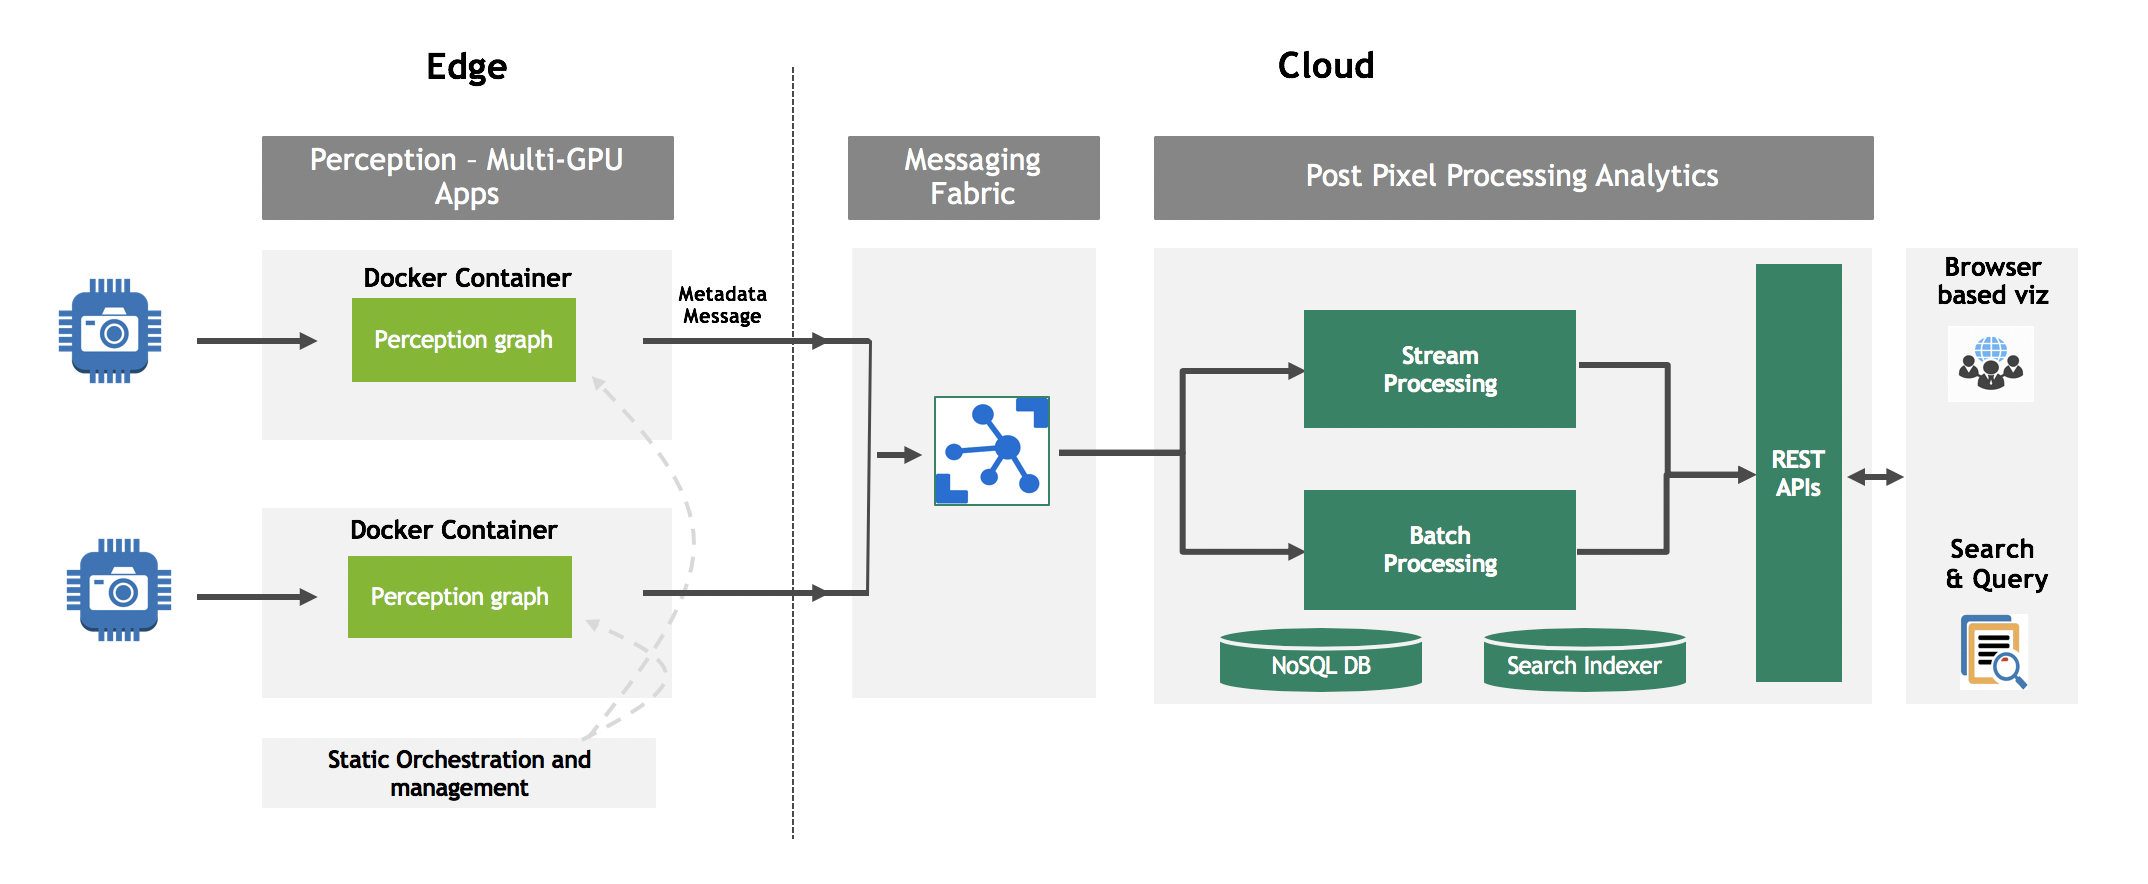 Edge
Cloud
Perception – Multi-GPU
Apps
Messaging
Fabric
Post Pixel Processing Analytics
Docker Container
Perception graph
Metadata
Message
Docker Container
Perception graph
Static Orchestration and
management
Stream
Processing
Batch
Processing
NoSQL DB
Search Indexer
REST
APIs
Browser
based viz
Search
& Query